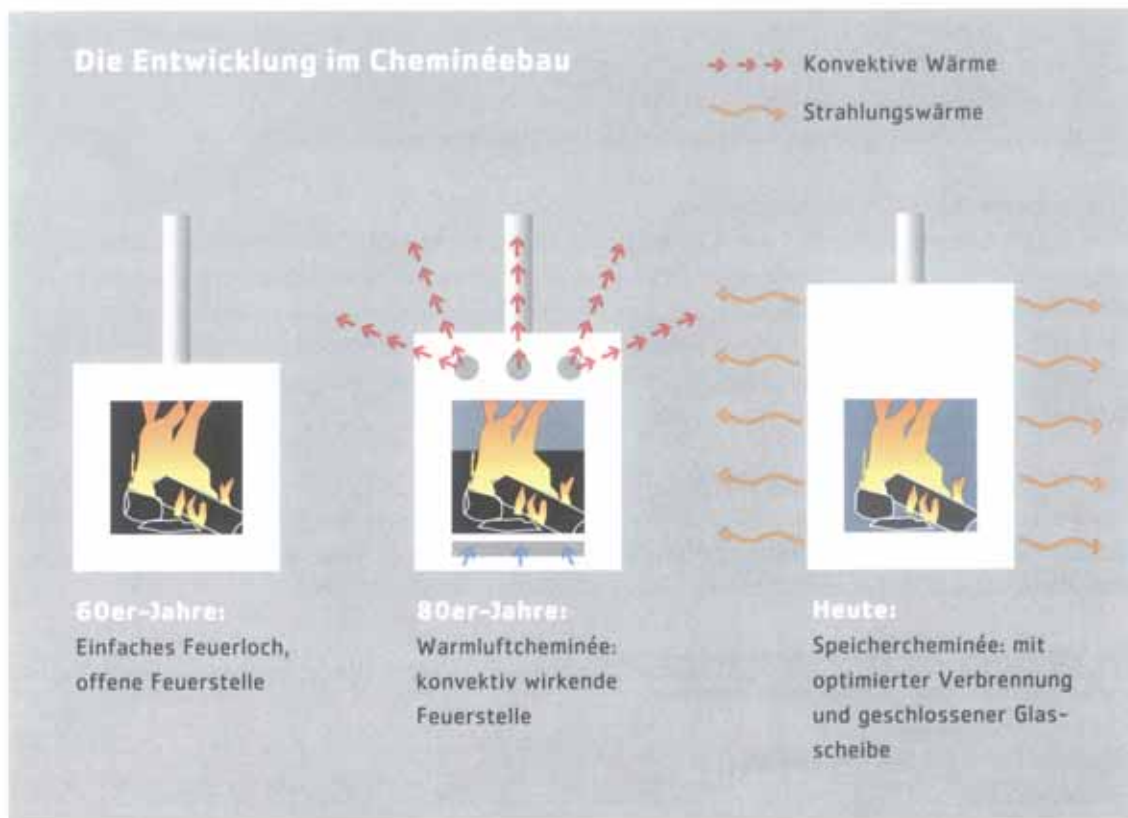 Die Entwicklung im Cheminéebau
Konvektive Wärme
Strahlungswärme
60er-Jahre:
Einfaches Feuerloch,
offene Feuerstelle
80er-Jahre:
Warmluftcheminée:
konvektiv wirkende
Feuerstelle
Heute:
Speichercheminée: mit
optimierter Verbrennung
und geschlossener Glas-
scheibe